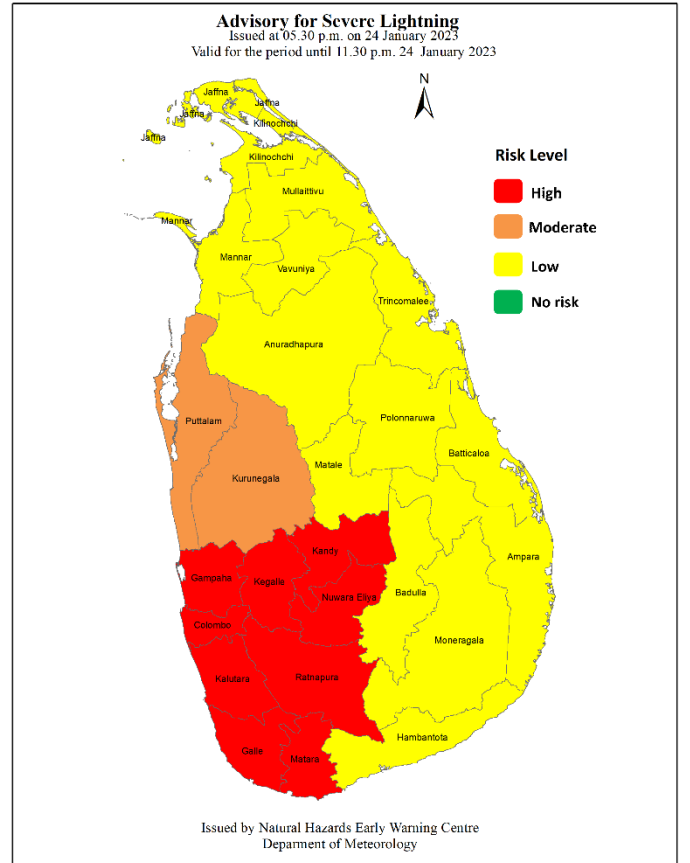 Advisory for Severe Lightning
Issued at 05.30 p.m. on 24 January 2023
Valid for the period until 11.30 p.m. 24 January 2023
N
Jaffna
Jaffna
Jaffna
Kilinochchi
Jaffna
Kilinochchi
Risk Level
Mullaittivu
High
Mannar
Moderate
Mannar
Vavuniya
Low
Trincomalee
No risk
Anuradhapura
Polonnaruwa
Puttalam
Batticaloa
Matale
Kurunegala
Kandy
Ampara
Gampaha
Kegalle
Badulla
Nuwara Eliya
Colombo
Moneragala
Kalutara
Ratnapura
Hambantota
Galle
Matara
Issued by Natural Hazards Early Warning Centre
Deparment of Meteorology